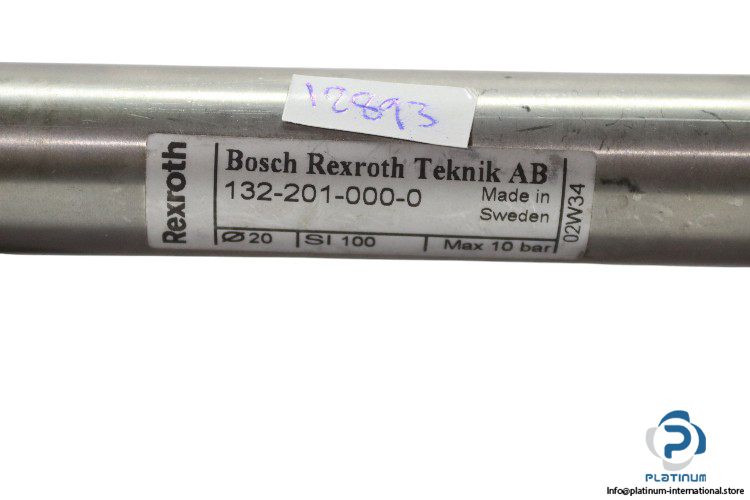 12893
Rexroth
Bosch Rexroth Teknik AB
132-201-000-0
Made in
Sweden
Ø 20 SI 100 Max 10 bar
02W34
PLATINUM
Info@platinum-international.store